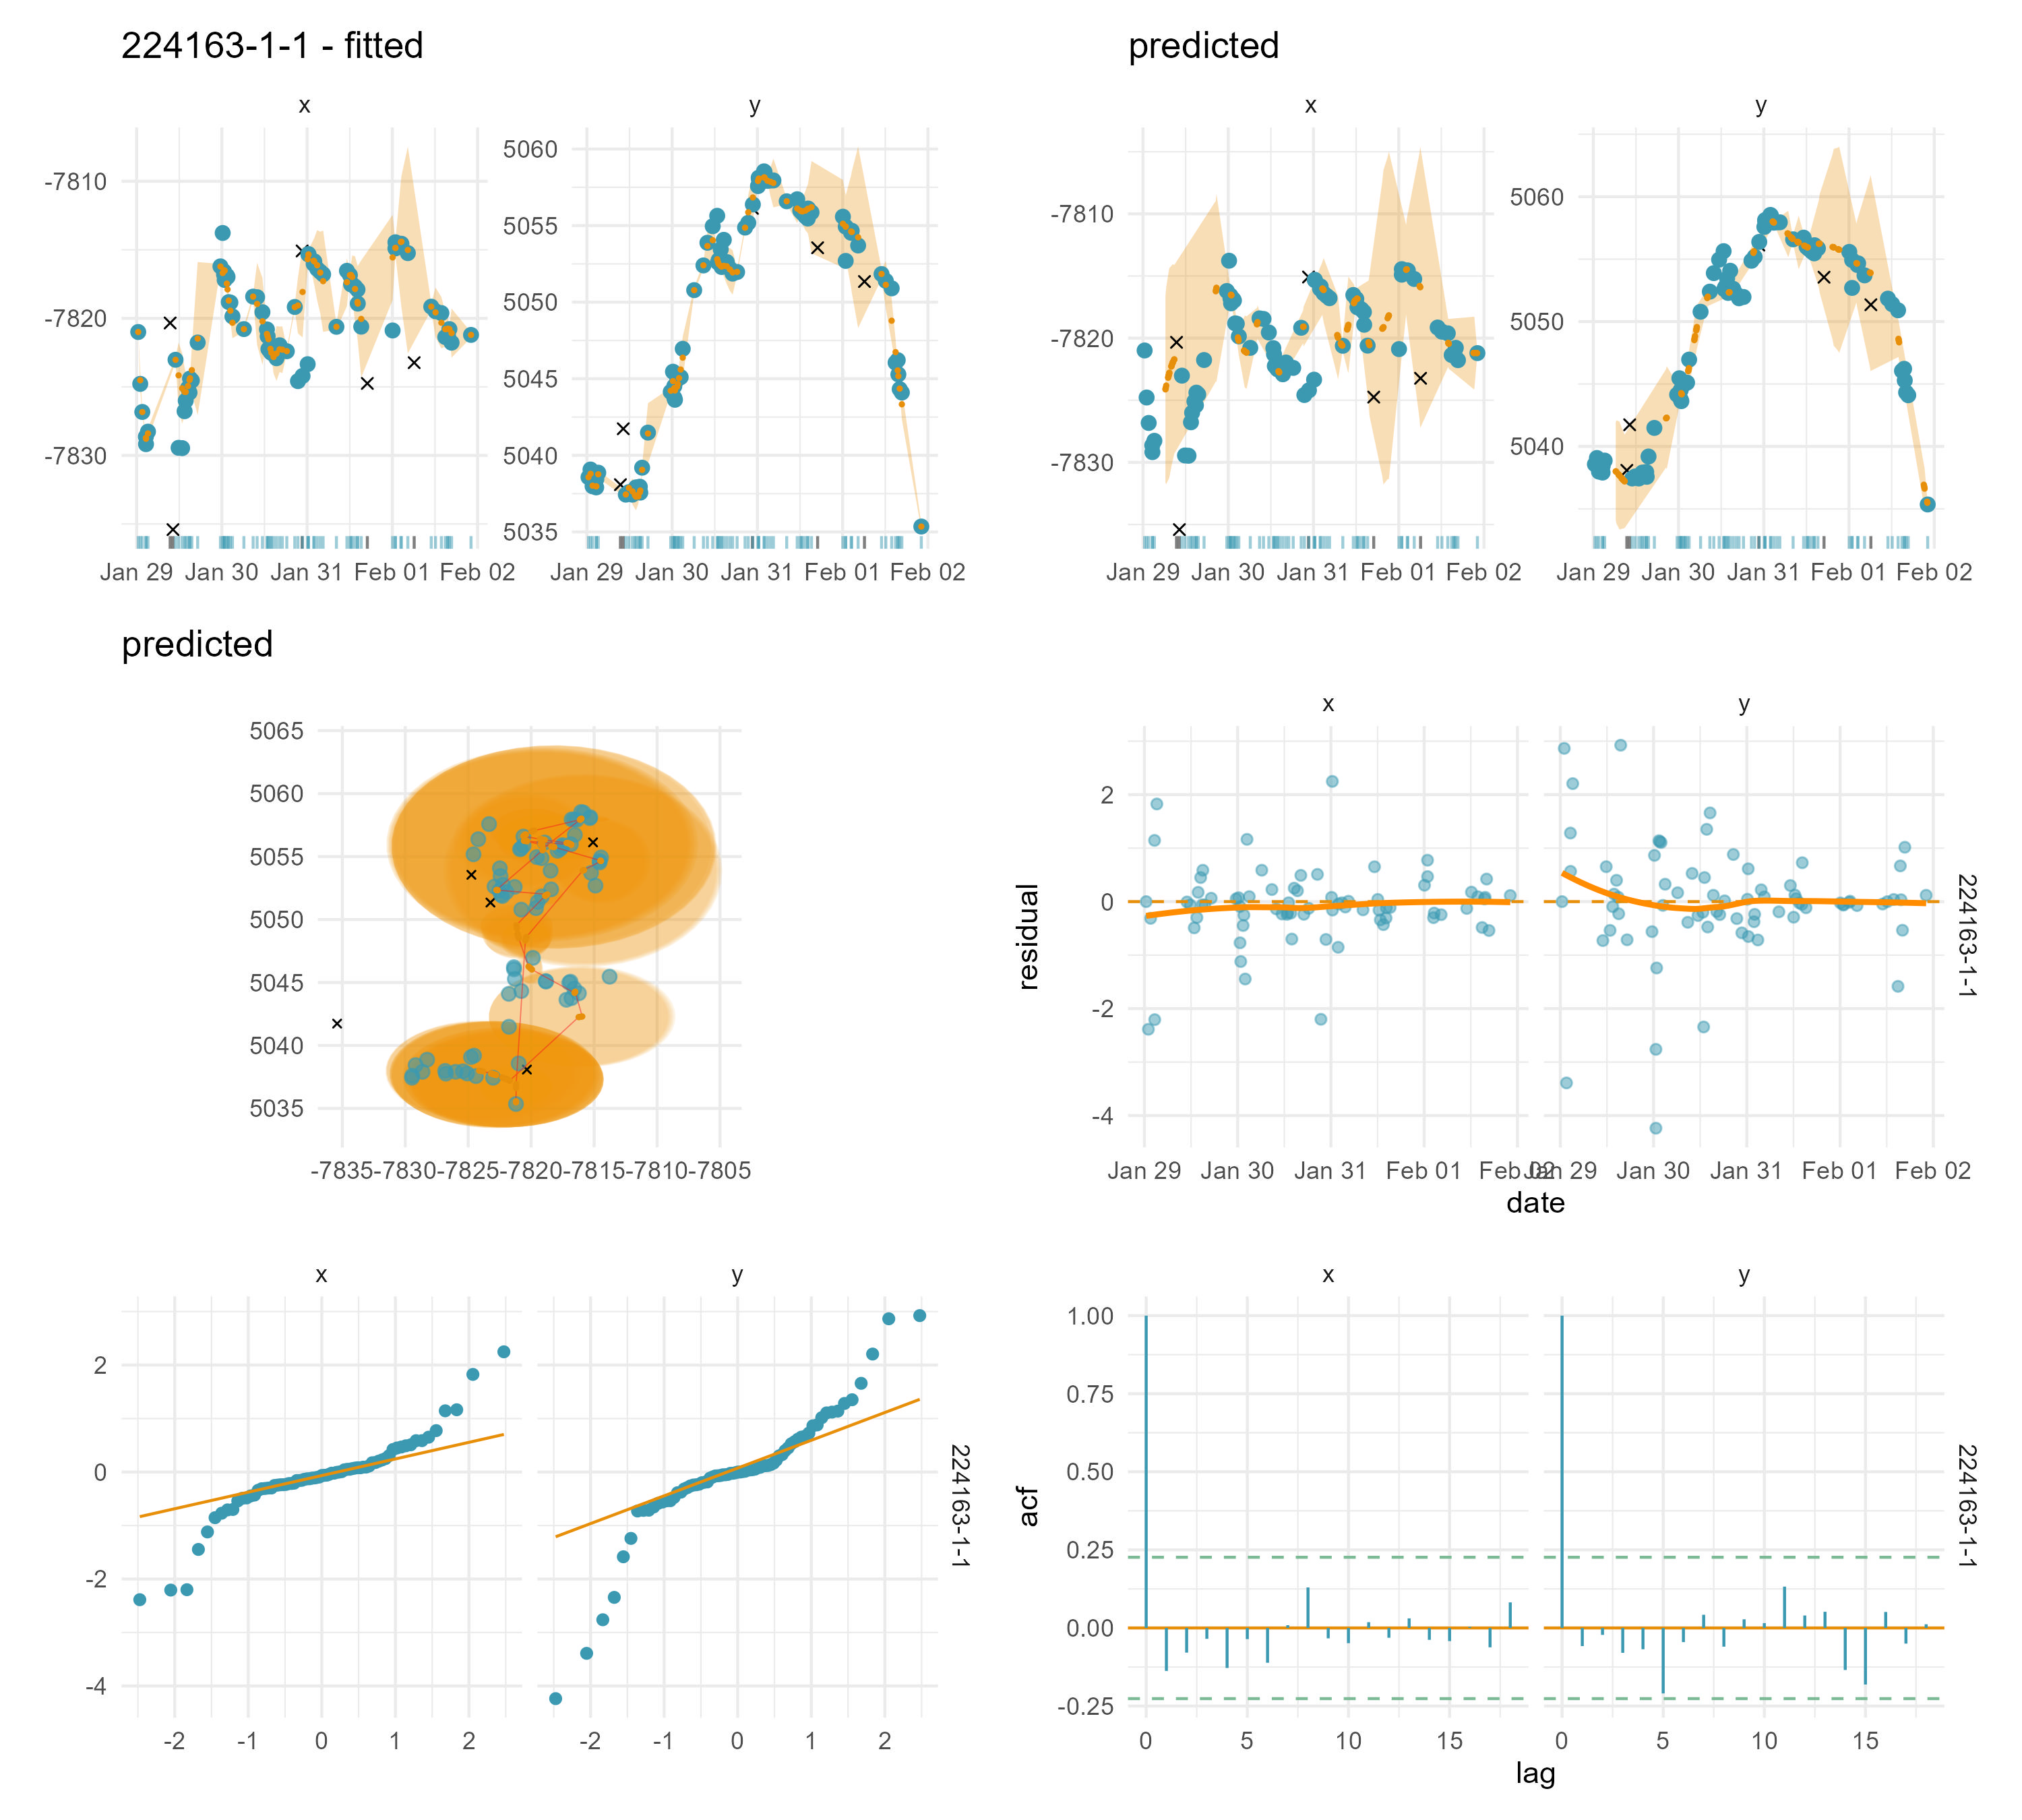 224163-1-1 - fitted
predicted
x
y
x
y
-7810
-7820
-7830
5060
5055
5050
5045
5040
5035
-7810
-7820
-7830
5060
5050
5040
Jan 29 Jan 30 Jan 31 Feb 01 Feb 02
Jan 29 Jan 30 Jan 31 Feb 01 Feb 02
Jan 29 Jan 30 Jan 31 Feb 01 Feb 02
Jan 29 Jan 30 Jan 31 Feb 01 Feb 02
predicted
5065
5060
5055
5050
5045
5040
5035
-7835 -7830 -7825 -7820 -7815 -7810 -7805
x
y
residual
2
0
-2
-4
224163-1-1
Jan 29 Jan 30 Jan 31 Feb 01 Feb 02
Jan 29 Jan 30 Jan 31 Feb 01 Feb 02
date
x
y
2
0
-2
-4
224163-1-1
-2 -1 0 1 2
-2 -1 0 1 2
x
y
acf
1.00
0.75
0.50
0.25
0.00
-0.25
224163-1-1
0 5 10 15
0 5 10 15
lag